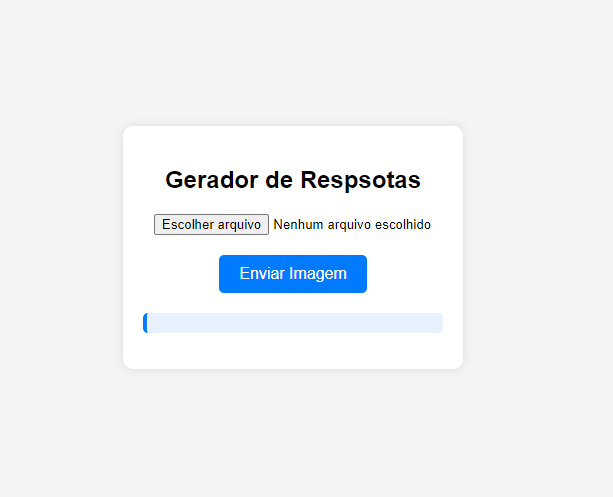 Gerador de Respsotas
Escolher arquivo Nenhum arquivo escolhido
Enviar Imagem